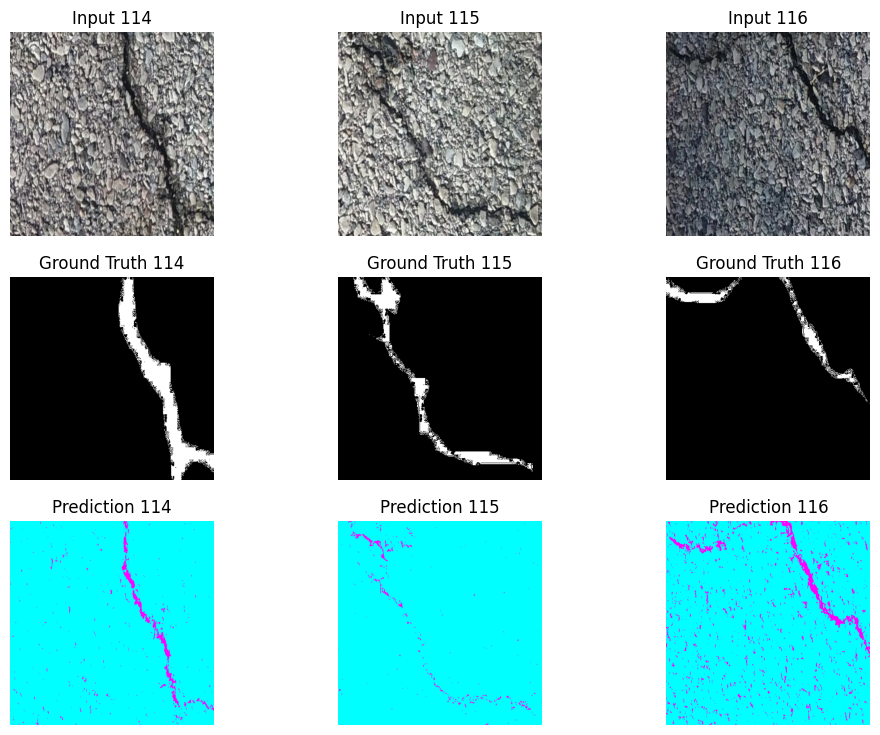 Input 114
Input 115
Input 116
Ground Truth 114
Ground Truth 115
Ground Truth 116
Prediction 114
Prediction 115
Prediction 116